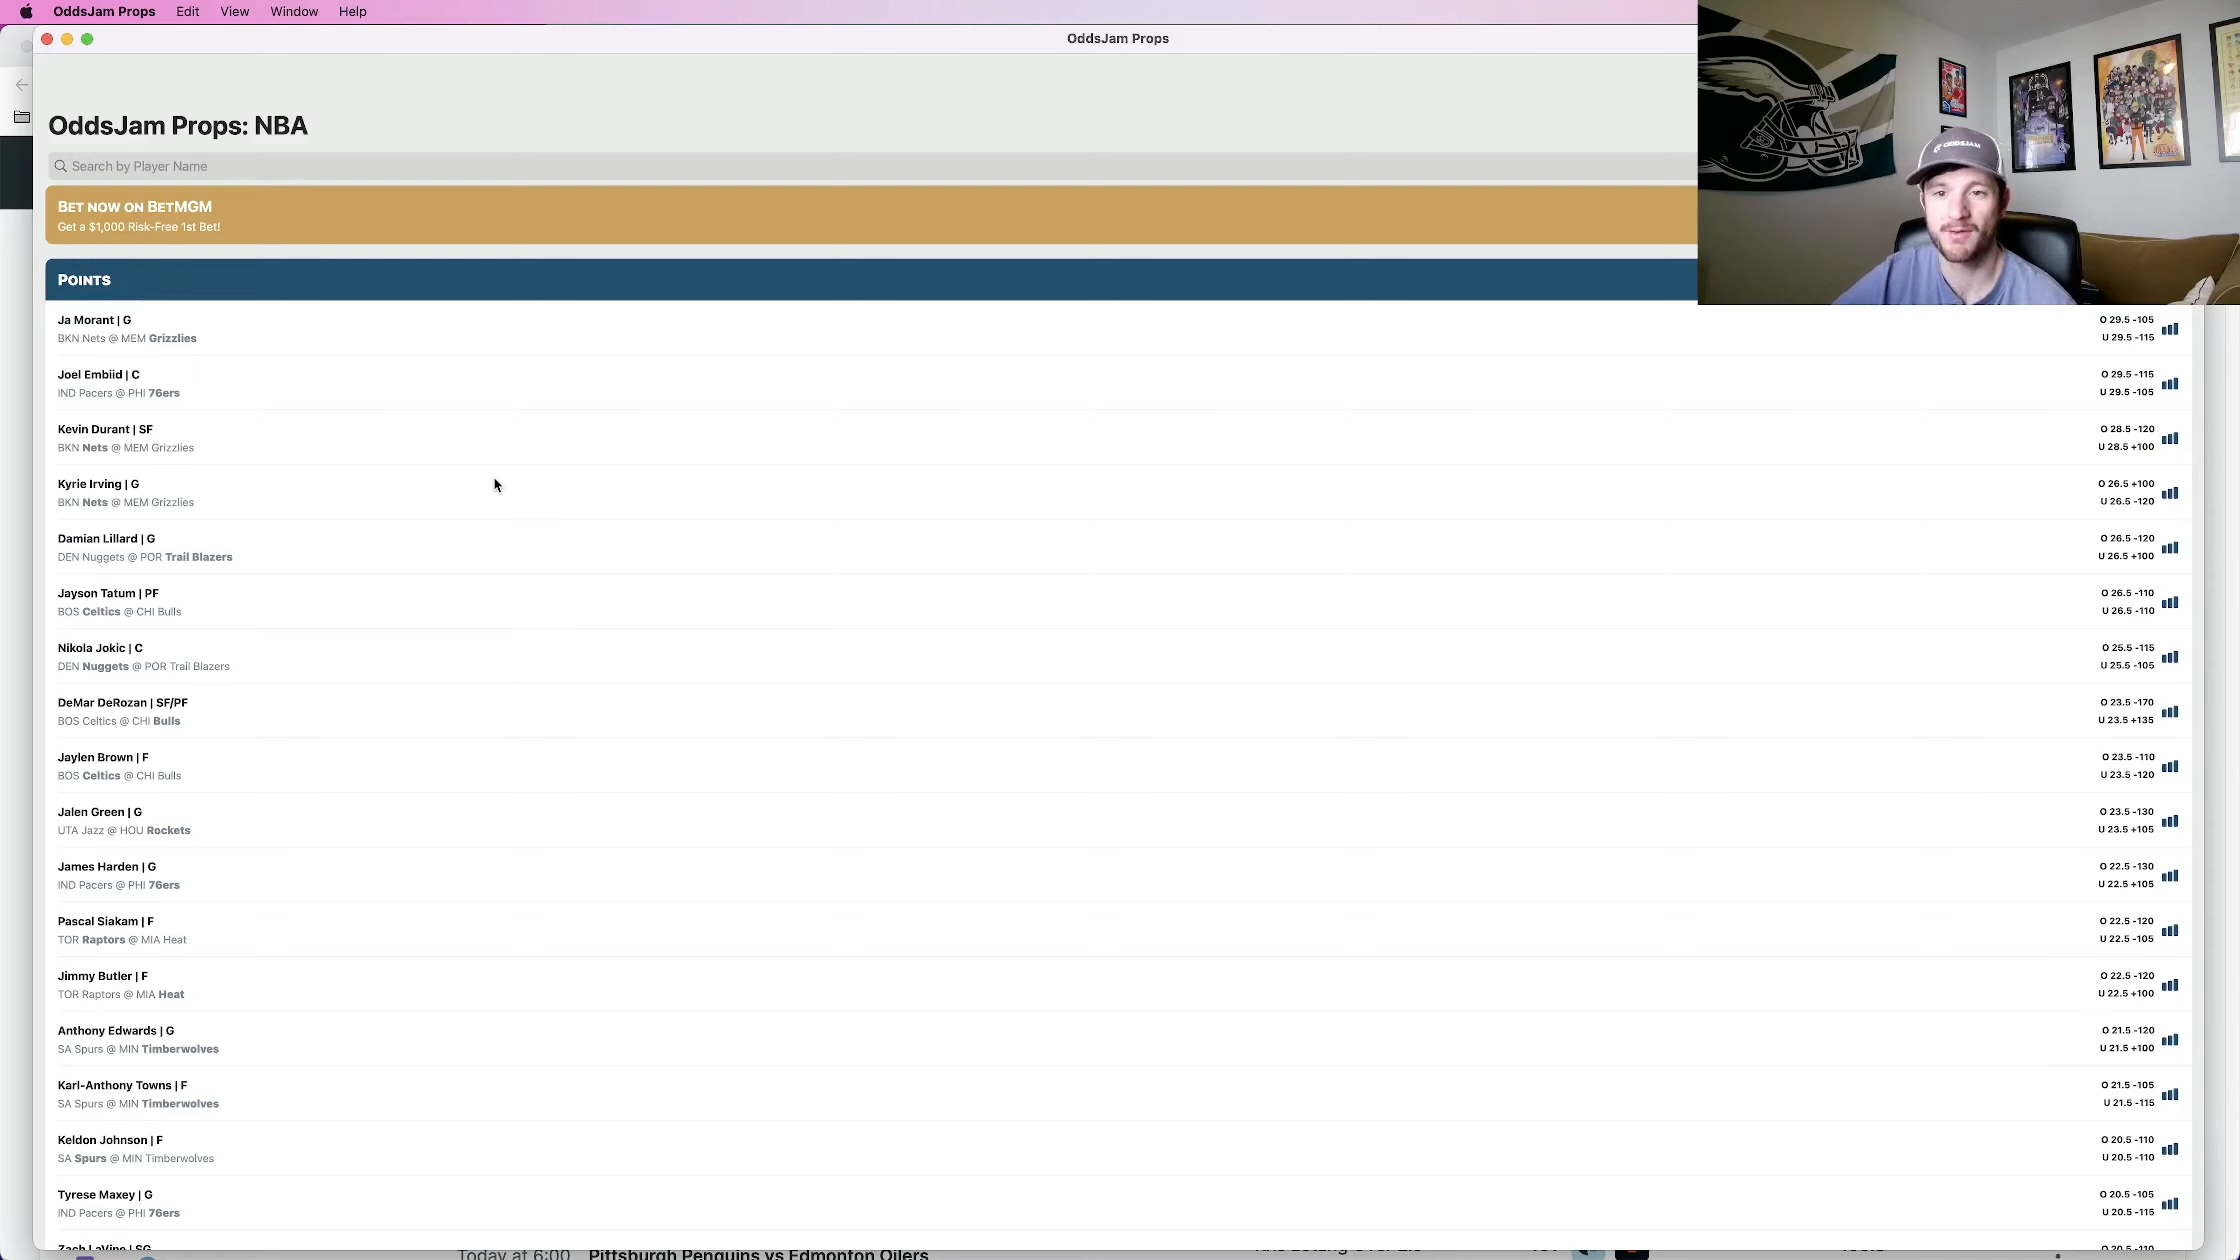 OddsJam Props Edit View Window Help
OddsJam Props
OddsJam Props: NBA
Search by Player Name
BET NOW ON BETMGM
Get a $1,000 Risk-Free 1st Bet!
POINTS
ODDSJAM
Ja Morant | G
BKN Nets @ MEM Grizzlies
O 29.5 -105
U 29.5 -115
Joel Embiid | C
IND Pacers @ PHI 76ers
O 29.5 -115
U 29.5 -105
Kevin Durant | SF
BKN Nets @ MEM Grizzlies
O 28.5 -120
U 28.5 +100
Kyrie Irving | G
BKN Nets @ MEM Grizzlies
O 26.5 +100
U 26.5 -120
Damian Lillard | G
DEN Nuggets @ POR Trail Blazers
O 26.5 -120
U 26.5 +100
Jayson Tatum | PF
BOS Celtics @ CHI Bulls
O 26.5 -110
U 26.5 -110
Nikola Jokic | C
DEN Nuggets @ POR Trail Blazers
O 25.5 -115
U 25.5 -105
DeMar DeRozan | SF/PF
BOS Celtics @ CHI Bulls
O 23.5 -170
U 23.5 +135
Jaylen Brown | F
BOS Celtics @ CHI Bulls
O 23.5 -110
U 23.5 -120
Jalen Green | G
UTA Jazz @ HOU Rockets
O 23.5 -130
U 23.5 +105
James Harden | G
IND Pacers @ PHI 76ers
O 22.5 -130
U 22.5 +105
Pascal Siakam | F
TOR Raptors @ MIA Heat
O 22.5 -120
U 22.5 -105
Jimmy Butler | F
TOR Raptors @ MIA Heat
O 22.5 -120
U 22.5 +100
Anthony Edwards | G
SA Spurs @ MIN Timberwolves
O 21.5 -120
U 21.5 +100
Karl-Anthony Towns | F
SA Spurs @ MIN Timberwolves
O 21.5 -105
U 21.5 -115
Keldon Johnson | F
SA Spurs @ MIN Timberwolves
O 20.5 -110
U 20.5 -110
Tyrese Maxey | G
IND Pacers @ PHI 76ers
O 20.5 -105
U 20.5 -115
Zach LaVine | SG
O 20.5 -110
Today at 6:00 Pittsburgh Penguins vs Edmonton Oilers